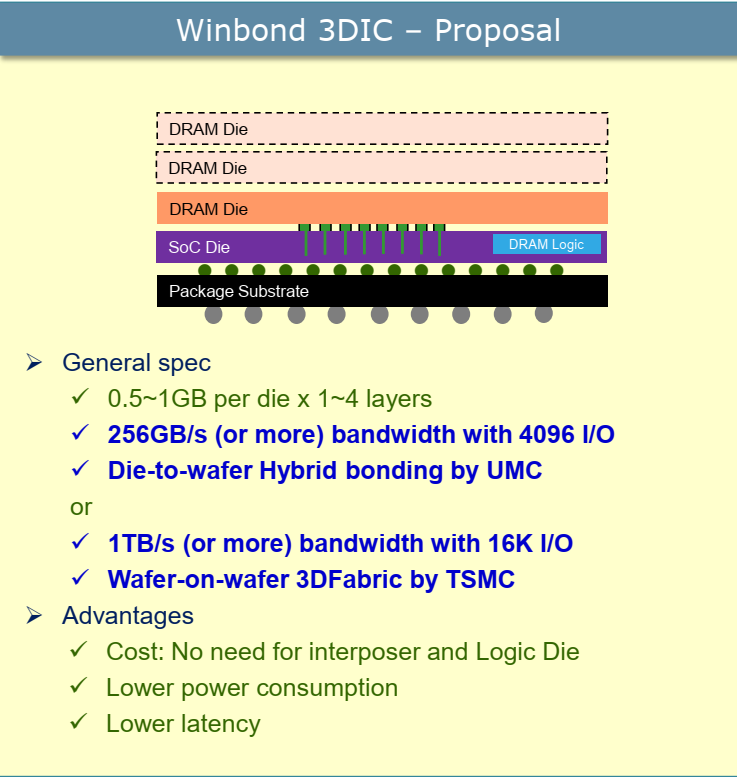 Winbond 3DIC – Proposal
DRAM Die
DRAM Die
DRAM Die
SoC Die
DRAM Logic
Package Substrate
General spec
0.5~1GB per die x 1~4 layers
256GB/s (or more) bandwidth with 4096 I/O
Die-to-wafer Hybrid bonding by UMC
or
1TB/s (or more) bandwidth with 16K I/O
Wafer-on-wafer 3DFabric by TSMC
Advantages
Cost: No need for interposer and Logic Die
Lower power consumption
Lower latency